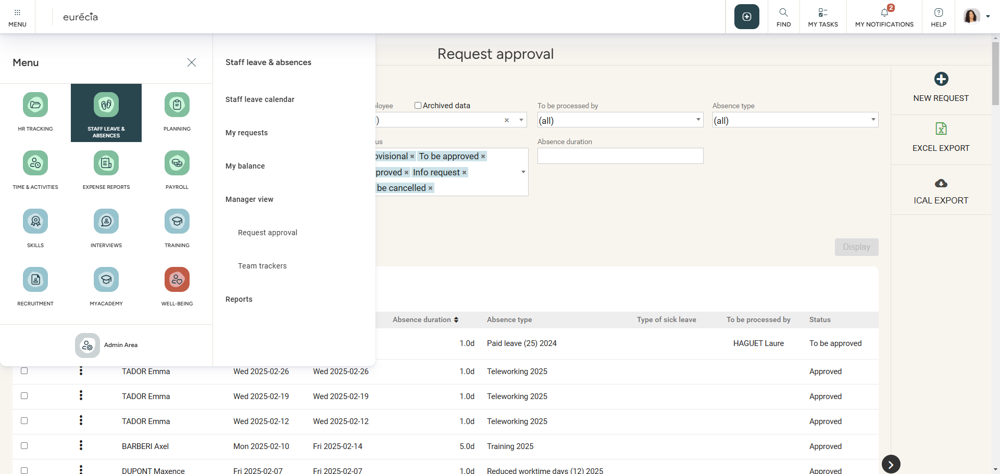 MENU
eurécia
FIND
MY TASKS
2
MY NOTIFICATIONS
HELP
Menu
HR TRACKING
STAFF LEAVE &
ABSENCES
PLANNING
TIME & ACTIVITIES
EXPENSE REPORTS
PAYROLL
SKILLS
INTERVIEWS
TRAINING
RECRUITMENT
MYACADEMY
WELL-BEING
Admin Area
Staff leave & absences
Staff leave calendar
My requests
My balance
Manager view
Request approval
Team trackers
Reports
Request approval
loyee
Archived data
To be processed by
Absence type
)
(all)
(all)
us
Absence duration
ovisional
To be approved
proved
Info request
be cancelled
Display
NEW REQUEST
EXCEL EXPORT
ICAL EXPORT
Absence duration Absence type Type of sick leave To be processed by Status
1.0d Paid leave (25) 2024 HAGUET Laure To be approved
TADOR Emma Wed 2025-02-26 Wed 2025-02-26 1.0d Teleworking 2025 Approved
TADOR Emma Wed 2025-02-19 Wed 2025-02-19 1.0d Teleworking 2025 Approved
TADOR Emma Wed 2025-02-12 Wed 2025-02-12 1.0d Teleworking 2025 Approved
BARBERI Axel Mon 2025-02-10 Fri 2025-02-14 5.0d Training 2025 Approved
DUPONT Maxence Fri 2025-02-07 Fri 2025-02-07 1.0d Reduced worktime days (12) 2025 Approved